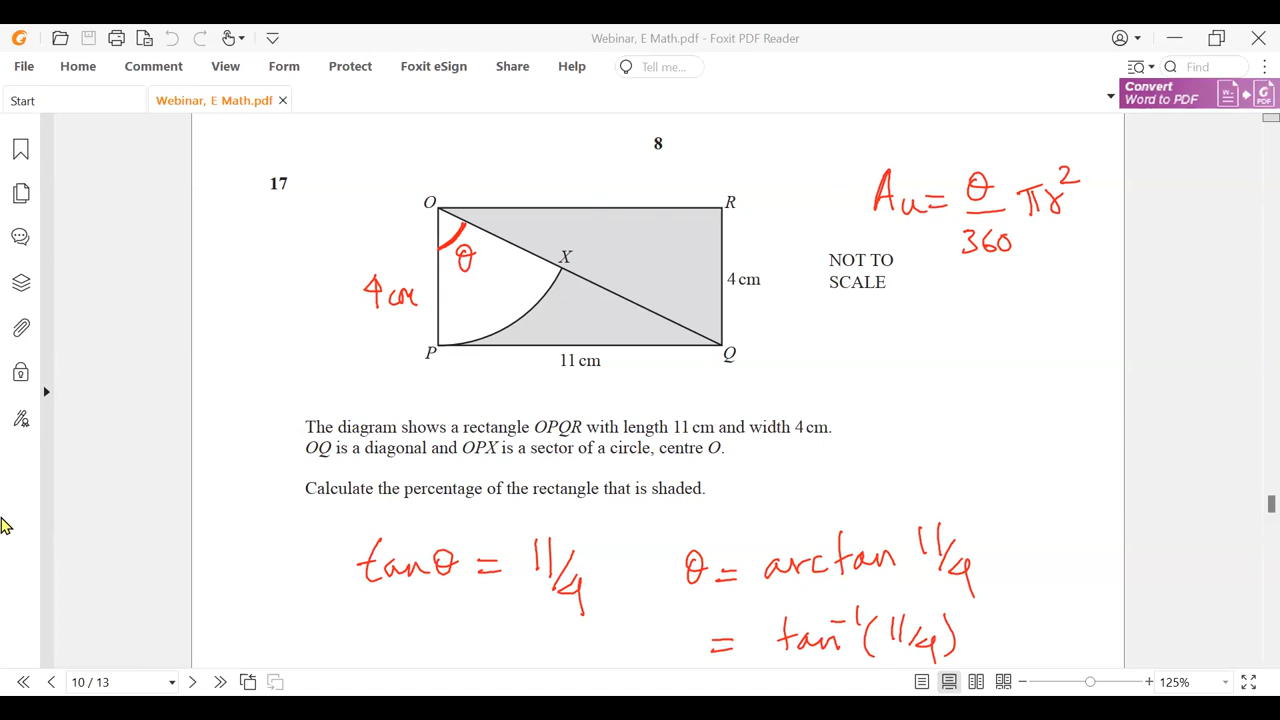 Webinar, E Math.pdf - Foxit PDF Reader
File Home Comment View Form Protect Foxit eSign Share Help Tell me... Find
Start Webinar, E Math.pdf Convert Word to PDF PDF
8
17
O R
X
P Q
θ
4 cm
4 cm
11 cm
NOT TO
SCALE
Au = θ/360 πr²
The diagram shows a rectangle OPQR with length 11 cm and width 4 cm.
OQ is a diagonal and OPX is a sector of a circle, centre O.
Calculate the percentage of the rectangle that is shaded.
tanθ = 11/4 θ = arctan 11/4
= tan⁻¹(11/4)
10 / 13 125%